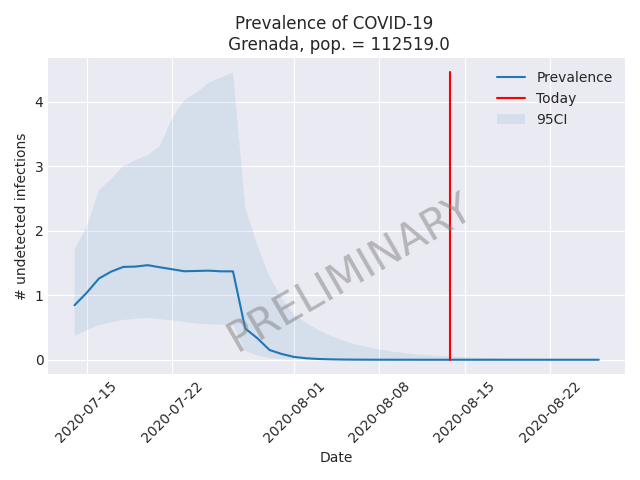 Prevalence of COVID-19
Grenada, pop. = 112519.0
Prevalence
Today
95CI
# undetected infections
4
3
2
1
0
PRELIMINARY
2020-07-15
2020-07-22
2020-08-01
2020-08-08
2020-08-15
2020-08-22
Date